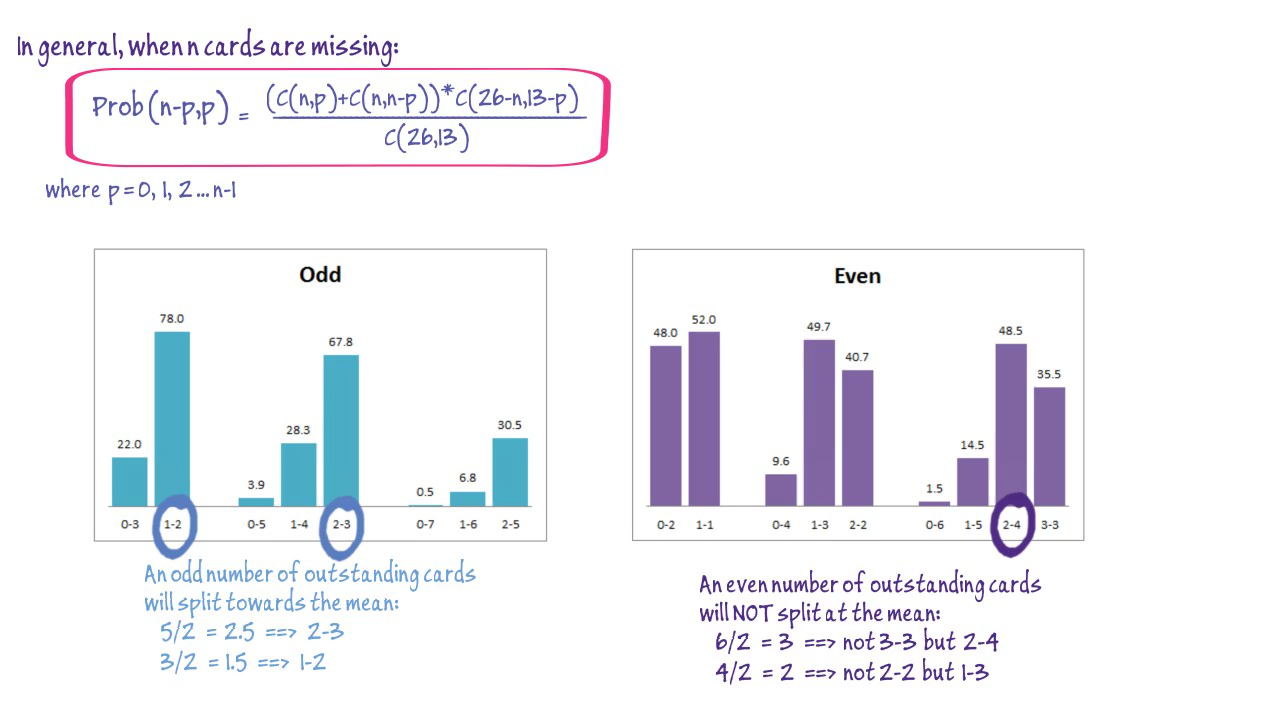 In general, when n cards are missing:
Prob(n-p,p) = (C(n,p)+C(n,n-p))*C(26-n,13-p)
C(26,13)
where p=0, 1, 2...n-1
Odd
78.0
67.8
22.0
28.3
30.5
3.9
0.5
6.8
0-3 1-2 0-5 1-4 2-3 0-7 1-6 2-5
An odd number of outstanding cards
will split towards the mean:
5/2 = 2.5 ==> 2-3
3/2 = 1.5 ==> 1-2
Even
48.0
52.0
49.7
40.7
48.5
35.5
9.6
14.5
1.5
0-2 1-1 0-4 1-3 2-2 0-6 1-5 2-4 3-3
An even number of outstanding cards
will NOT split at the mean:
6/2 = 3 ==> not 3-3 but 2-4
4/2 = 2 ==> not 2-2 but 1-3